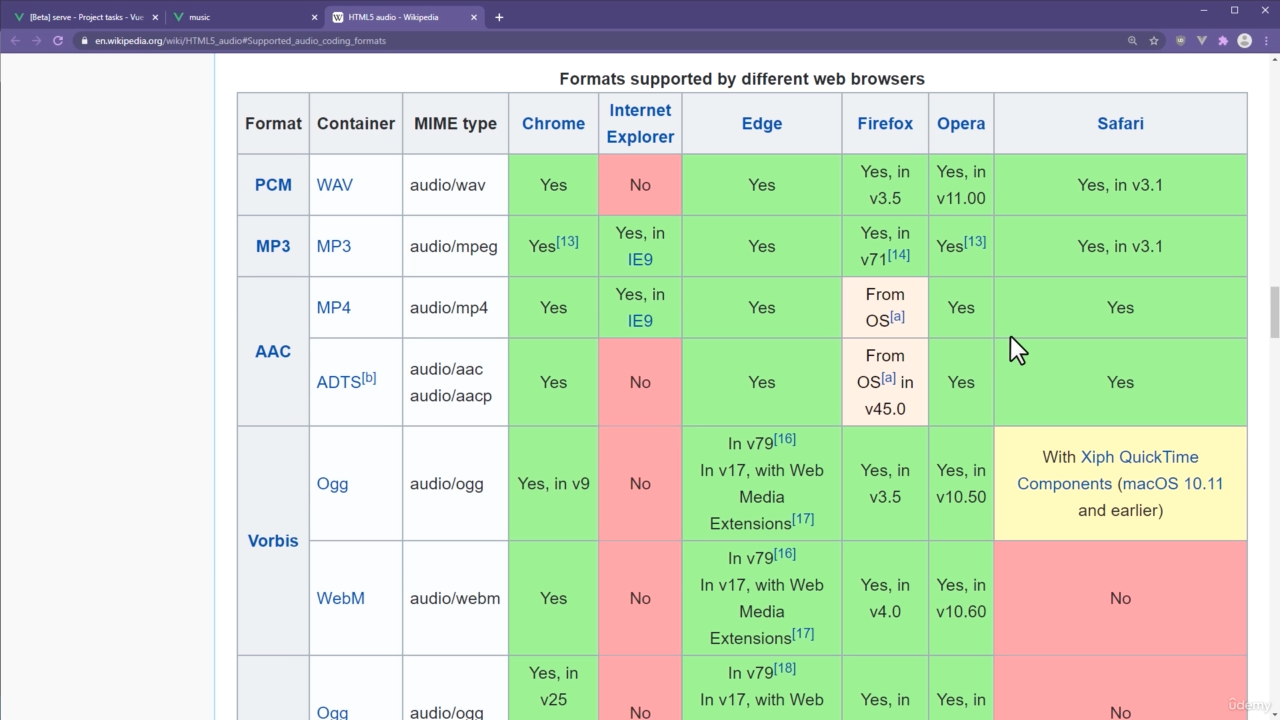 [Beta] serve - Project tasks - Vue
music
HTML5 audio - Wikipedia
en.wikipedia.org/wiki/HTML5_audio#Supported_audio_coding_formats
Formats supported by different web browsers
Format Container MIME type Chrome Internet Explorer Edge Firefox Opera Safari
PCM WAV audio/wav Yes No Yes Yes, in v3.5 Yes, in v11.00 Yes, in v3.1
MP3 MP3 audio/mpeg Yes[13] Yes, in IE9 Yes Yes, in v71[14] Yes[13] Yes, in v3.1
AAC MP4 audio/mp4 Yes Yes, in IE9 Yes From OS[a] Yes Yes
ADTS[b] audio/aac audio/aacp Yes No Yes From OS[a] in v45.0 Yes Yes
Vorbis Ogg audio/ogg Yes, in v9 No In v79[16] In v17, with Web Media Extensions[17] Yes, in v3.5 Yes, in v10.50 With Xiph QuickTime Components (macOS 10.11 and earlier)
WebM audio/webm Yes No In v79[16] In v17, with Web Media Extensions[17] Yes, in v4.0 Yes, in v10.60 No
Ogg audio/ogg Yes, in v25 No In v79[18] In v17, with Web Yes, in Yes, in No
ûdemy